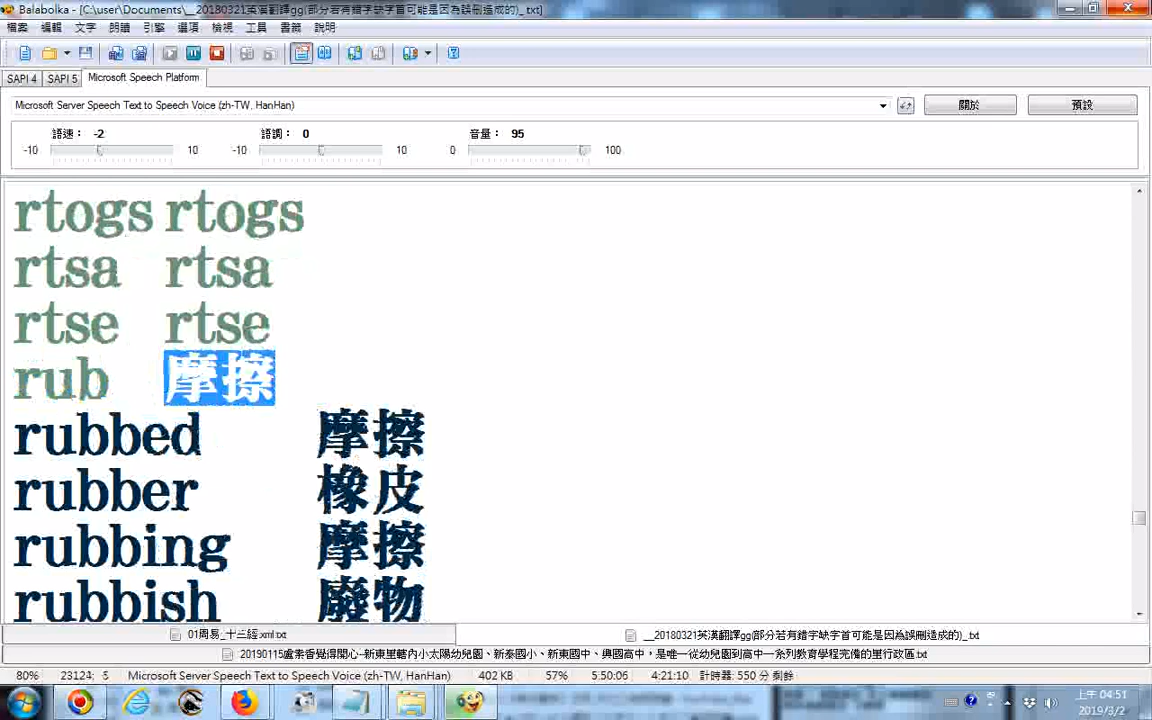 Balabolka - [C:\user\Documents\__20180321英漢翻譯gg(部分若有錯字缺字首可能是因為誤刪造成的)_.txt]
檔案 編輯 文字 朗讀 引擎 選項 檢視 工具 書籤 說明
SAPI 4 SAPI 5 Microsoft Speech Platform
Microsoft Server Speech Text to Speech Voice (zh-TW, HanHan) 關於 預設
語速： -2 語調： 0 音量： 95
-10 10 -10 10 0 100
rtogs rtogs
rtsa rtsa
rtse rtse
rub 摩擦
rubbed 摩擦
rubber 橡皮
rubbing 摩擦
rubbish 廢物
01周易_十三經.xml.txt __20180321英漢翻譯gg(部分若有錯字缺字首可能是因為誤刪造成的)_.txt
20190115盧素香覺得開心--新東里轄內小太陽幼兒園、新泰國小、新東國中、興國高中，是唯一從幼兒園到高中一系列教育學程完備的里行政區.txt
80% 23124; S Microsoft Server Speech Text to Speech Voice (zh-TW, HanHan) 402 KB 57% 5:50:06 4:21:10 計時器: 550 分 剩餘
上午 04:51
2019/3/2